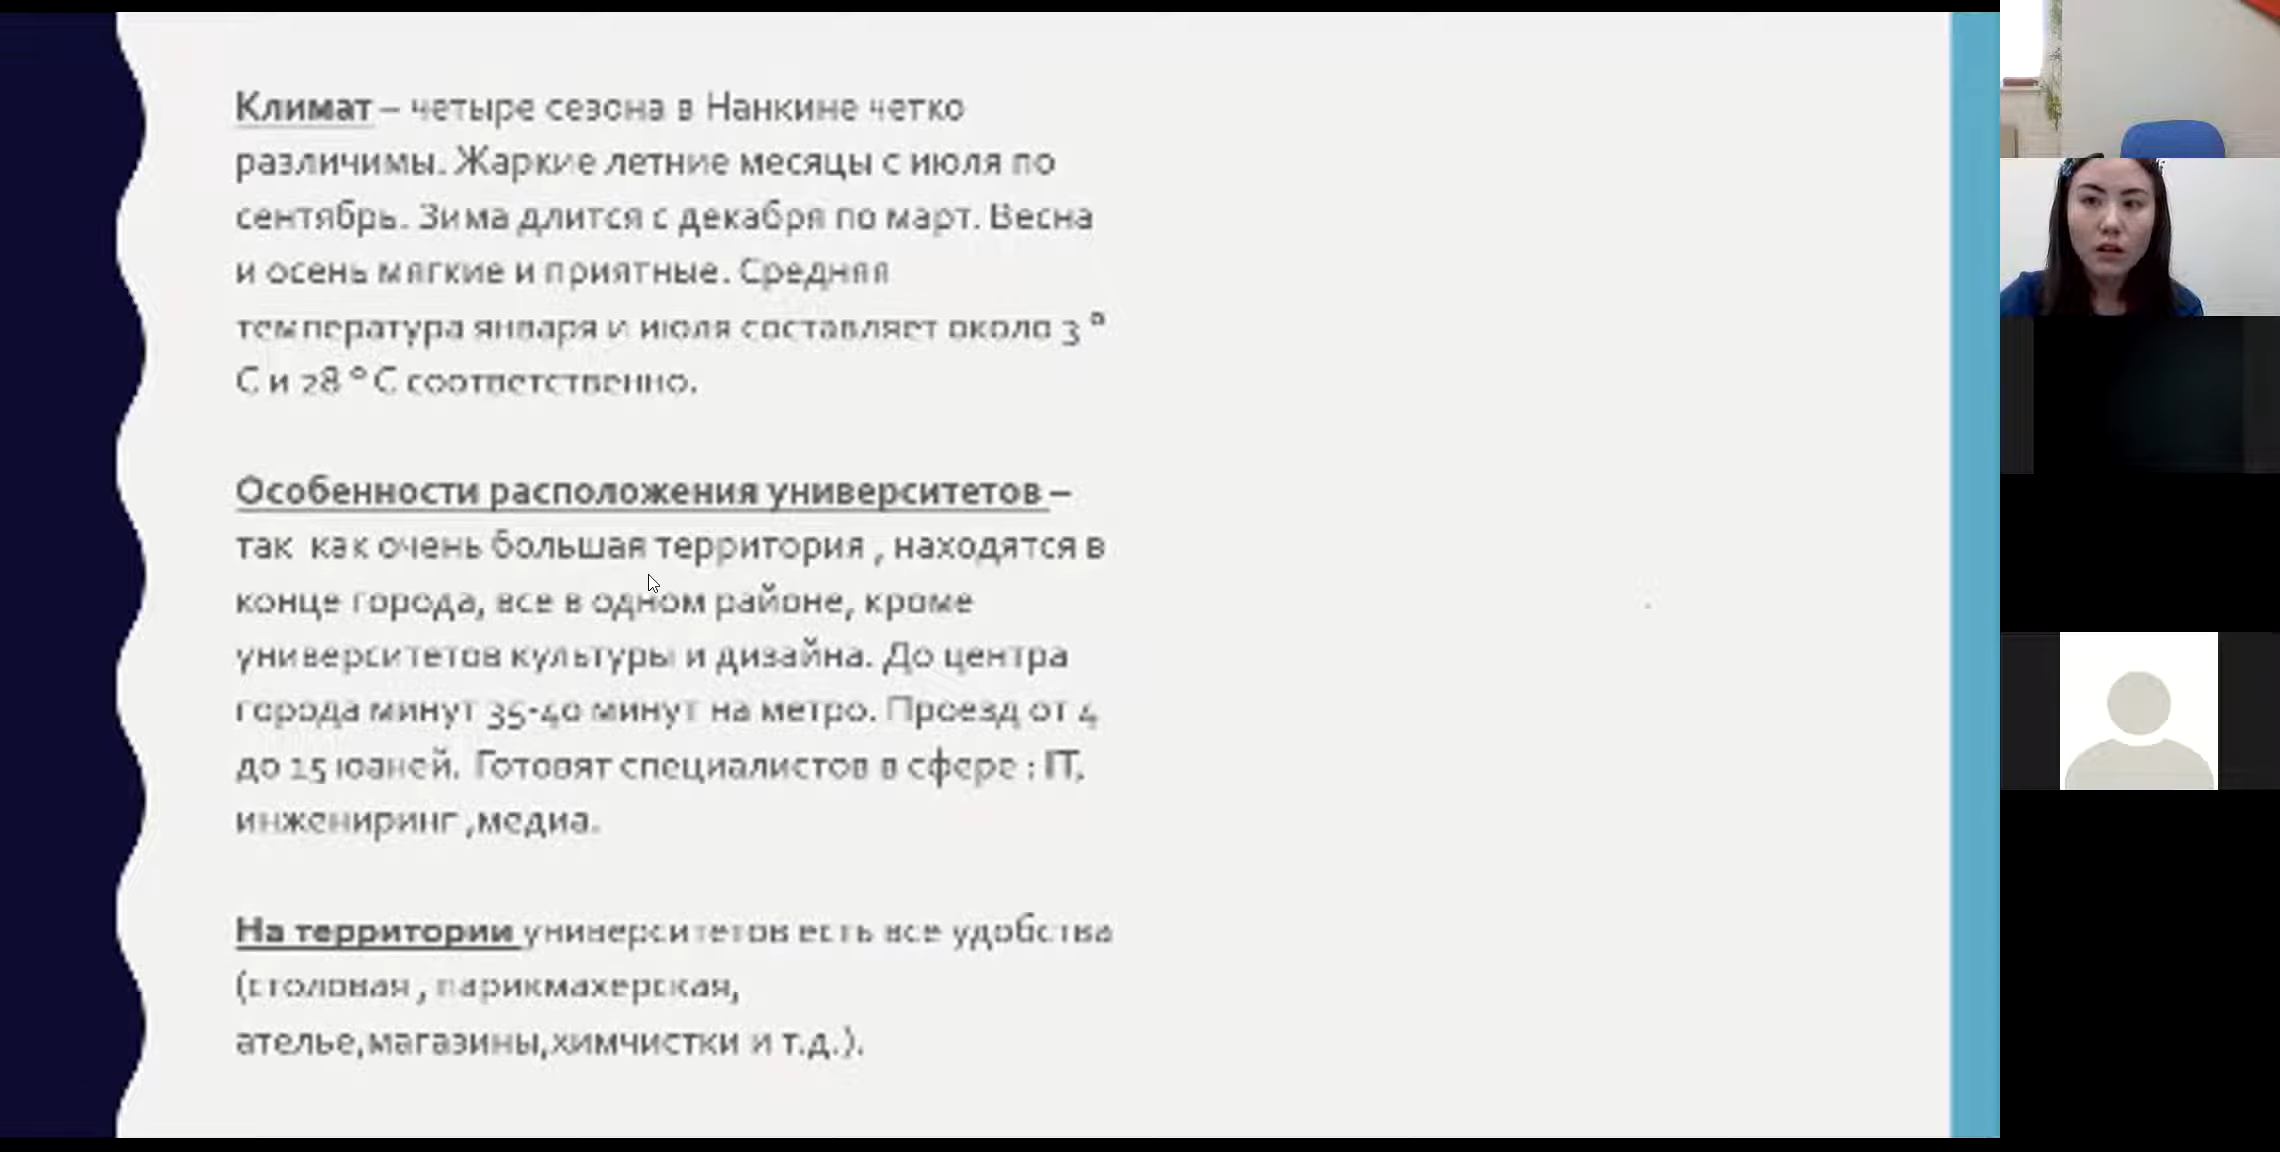 Климат – четыре сезона в Нанкине четко
различимы. Жаркие летние месяцы с июля по
сентябрь. Зима длится с декабря по март. Весна
и осень мягкие и приятные. Средняя
температура января и июля составляет около 3 °
С и 28 ° С соответственно.
Особенности расположения университетов –
так как очень большая территория , находятся в
конце города, все в одном районе, кроме
университетов культуры и дизайна. До центра
города минут 35-40 минут на метро. Проезд от 4
до 15 юаней. Готовят специалистов в сфере : IT,
инжениринг ,медиа.
На территории университетов есть все удобства
(столовая , парикмахерская,
ателье,магазины,химчистки и т.д.).